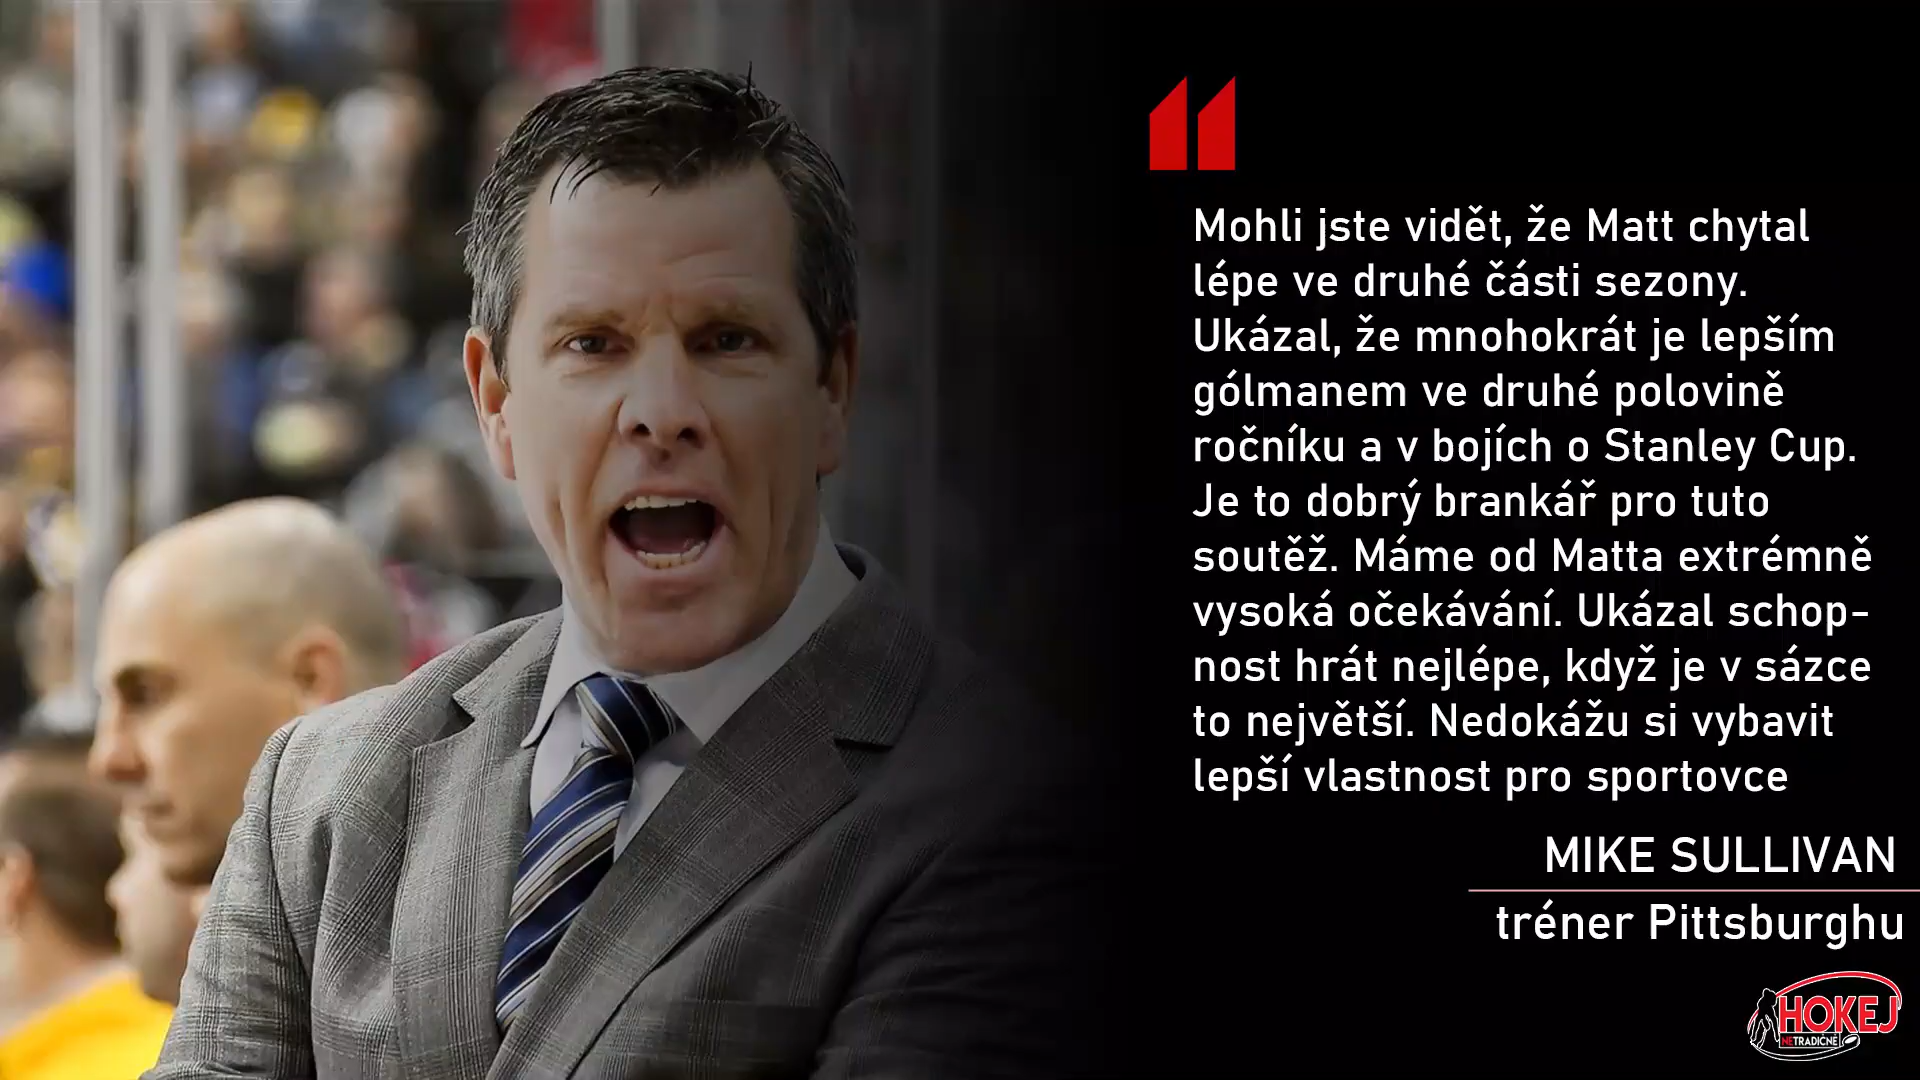 Mohli jste vidět, že Matt chytal
lépe ve druhé části sezony.
Ukázal, že mnohokrát je lepším
gólmanem ve druhé polovině
ročníku a v bojích o Stanley Cup.
Je to dobrý brankář pro tuto
soutěž. Máme od Matta extrémně
vysoká očekávání. Ukázal schop-
nost hrát nejlépe, když je v sázce
to největší. Nedokážu si vybavit
lepší vlastnost pro sportovce
MIKE SULLIVAN
tréner Pittsburghu
HOKEJ
NETRADIČNĚ